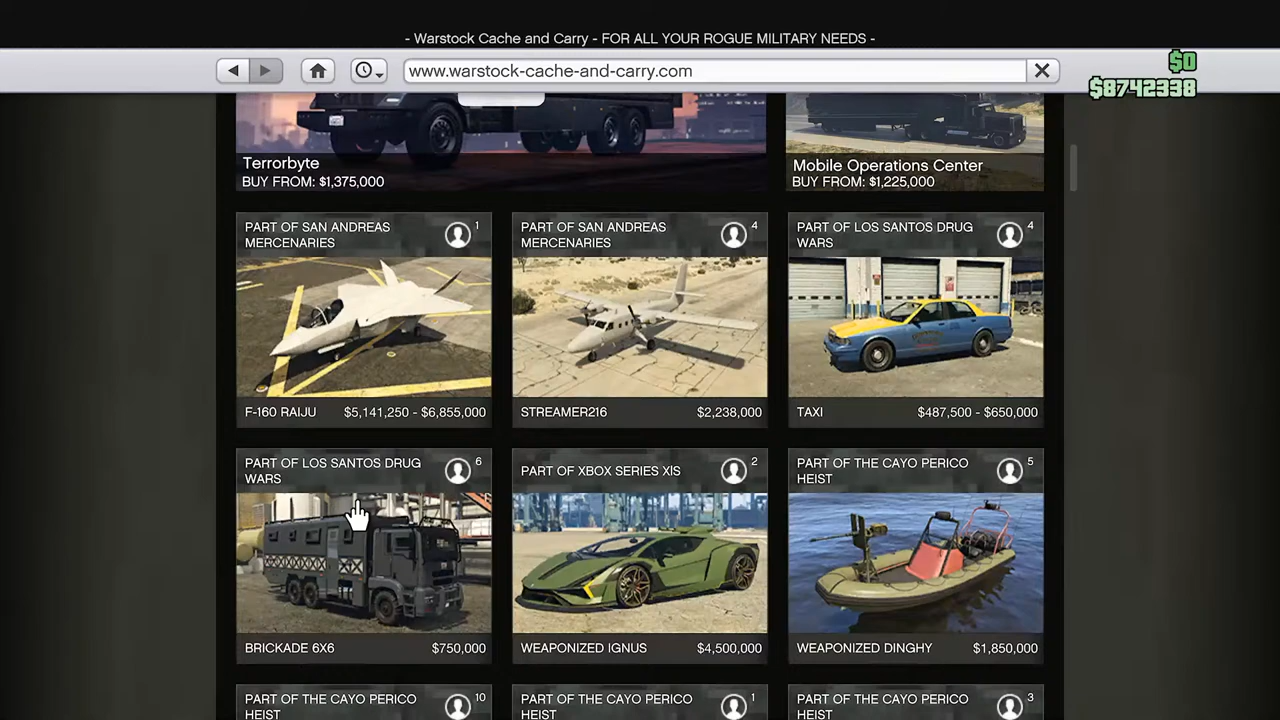 - Warstock Cache and Carry - FOR ALL YOUR ROGUE MILITARY NEEDS -
www.warstock-cache-and-carry.com
$0
$8742338
Terrorbyte
BUY FROM: $1,375,000
Mobile Operations Center
BUY FROM: $1,225,000
PART OF SAN ANDREAS
MERCENARIES
1
PART OF SAN ANDREAS
MERCENARIES
4
PART OF LOS SANTOS DRUG
WARS
4
F-160 RAIJU $5,141,250 - $6,855,000
STREAMER216 $2,238,000
TAXI $487,500 - $650,000
PART OF LOS SANTOS DRUG
WARS
6
PART OF XBOX SERIES X|S
2
PART OF THE CAYO PERICO
HEIST
5
BRICKADE 6X6 $750,000
WEAPONIZED IGNUS $4,500,000
WEAPONIZED DINGHY $1,850,000
PART OF THE CAYO PERICO
HEIST
10
PART OF THE CAYO PERICO
HEIST
1
PART OF THE CAYO PERICO
HEIST
3